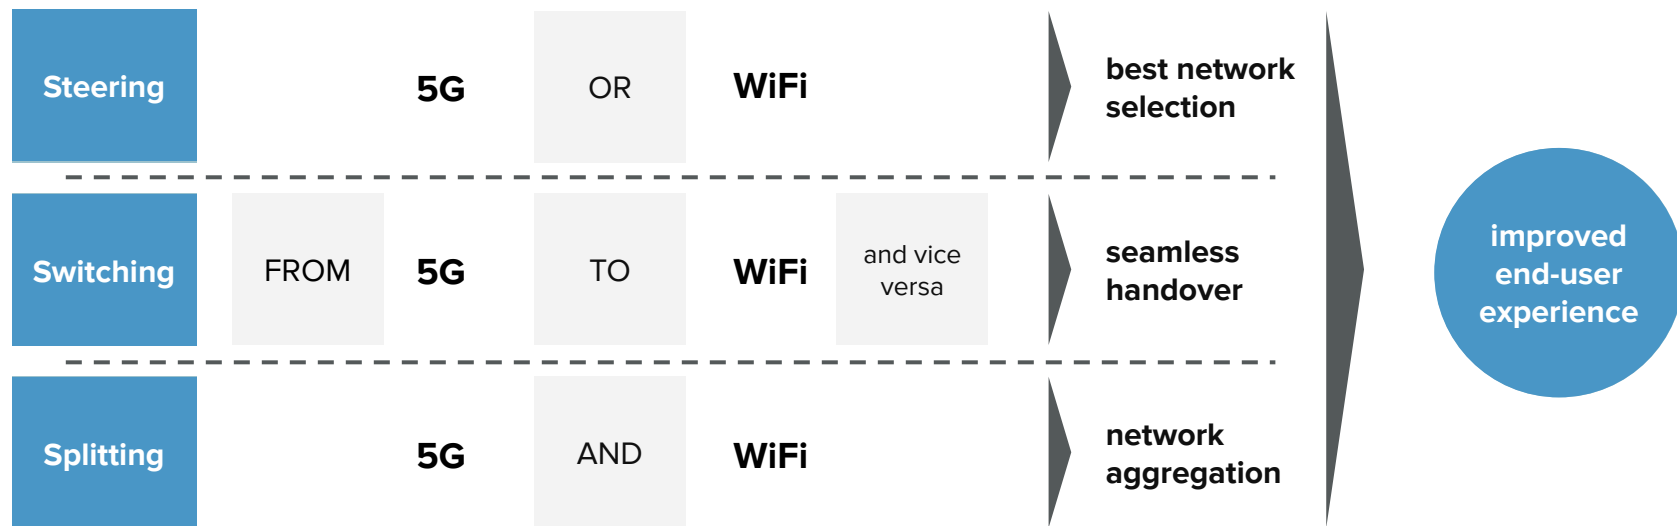 Steering
5G
OR
WiFi
best network
selection
Switching
FROM
5G
TO
WiFi
and vice
versa
seamless
handover
Splitting
5G
AND
WiFi
network
aggregation
improved
end-user
experience